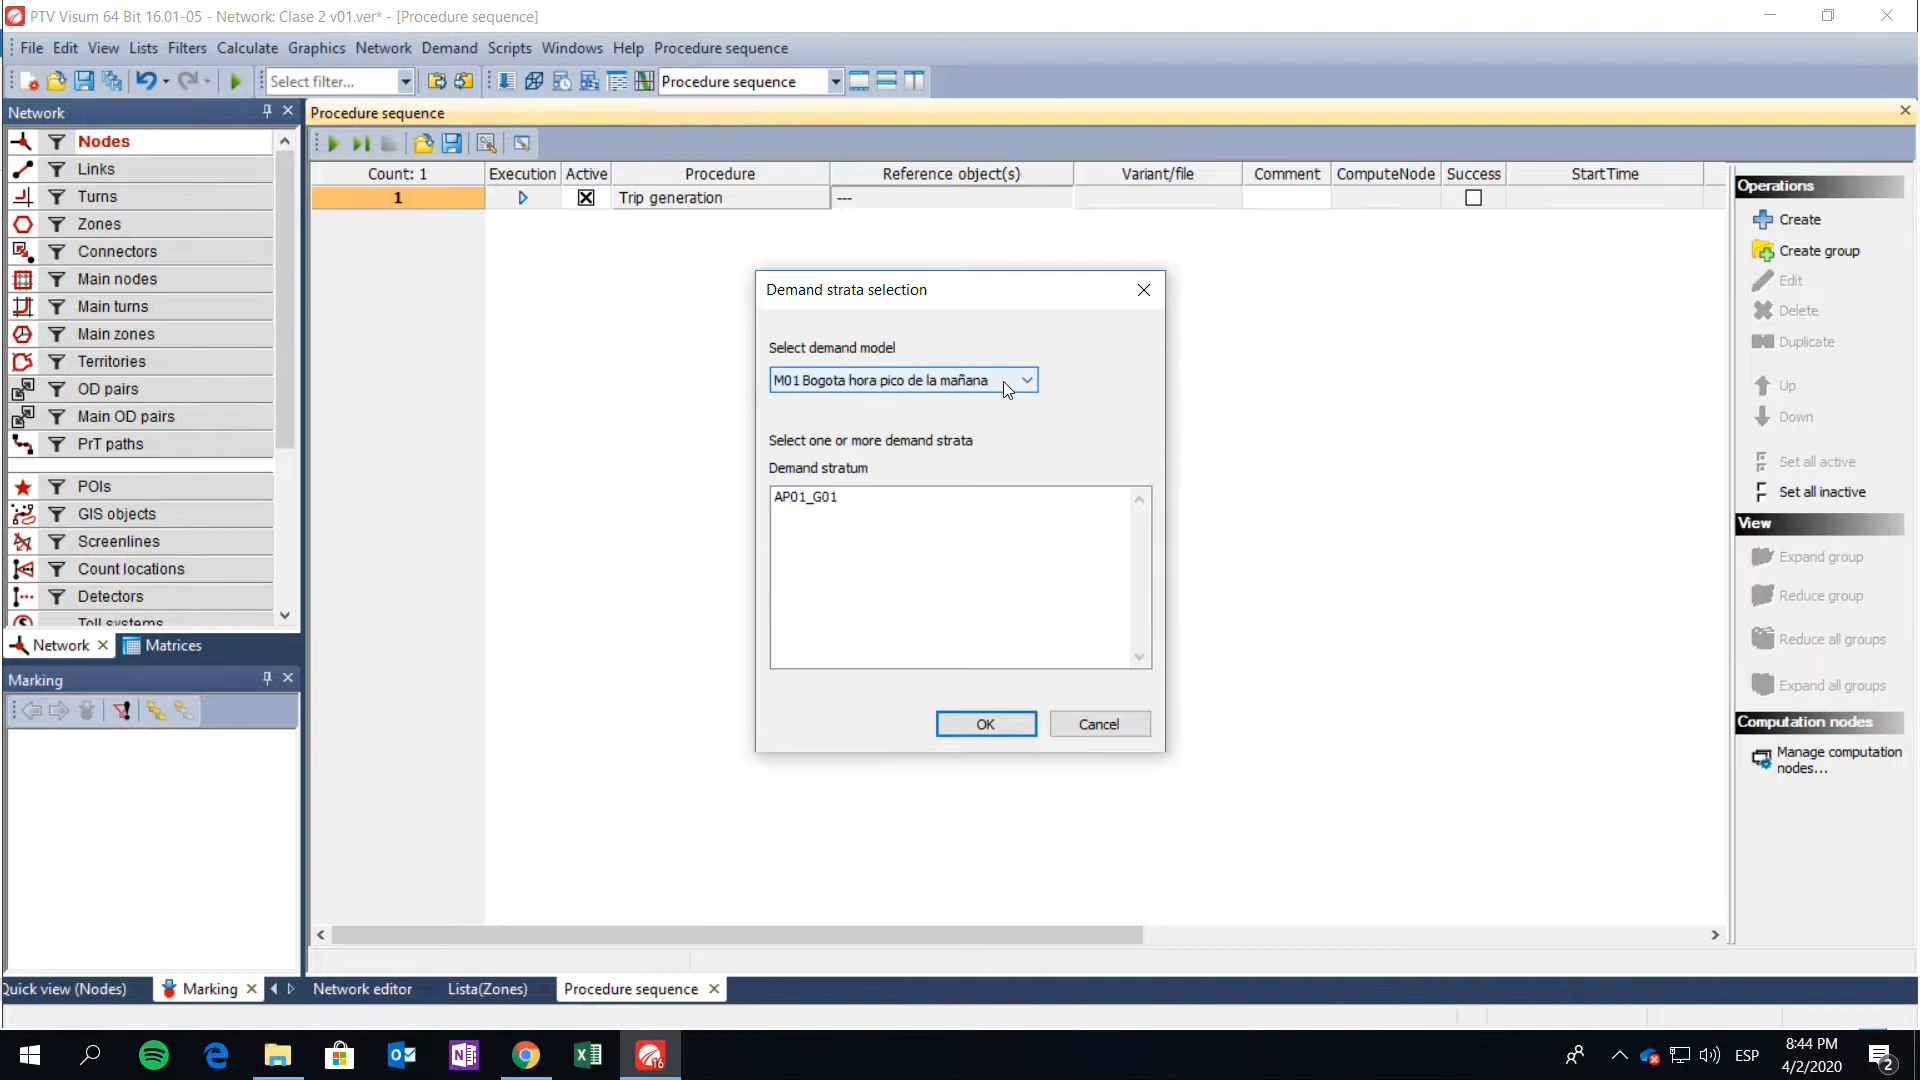 PTV Visum 64 Bit 16.01-05 - Network: Clase 2 v01.ver* - [Procedure sequence]
File Edit View Lists Filters Calculate Graphics Network Demand Scripts Windows Help Procedure sequence
Select filter... Procedure sequence
Network
Procedure sequence
Nodes
Links
Turns
Zones
Connectors
Main nodes
Main turns
Main zones
Territories
OD pairs
Main OD pairs
PrT paths
POIs
GIS objects
Screenlines
Count locations
Detectors
Toll systems
Network Matrices
Marking
Count: 1 Execution Active Procedure Reference object(s) Variant/file Comment ComputeNode Success StartTime
1 Trip generation ---
Demand strata selection
Select demand model
M01 Bogota hora pico de la mañana
Select one or more demand strata
Demand stratum
AP01_G01
OK Cancel
Operations
Create
Create group
Edit
Delete
Duplicate
Up
Down
Set all active
Set all inactive
View
Expand group
Reduce group
Reduce all groups
Expand all groups
Computation nodes
Manage computation
nodes...
Quick view (Nodes) Marking Network editor Lista(Zones) Procedure sequence
ESP
8:44 PM
4/2/2020
2
16